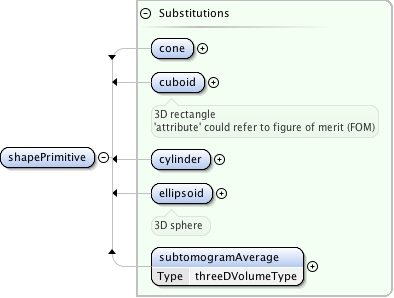 Substitutions
cone
cuboid
3D rectangle
'attribute' could refer to figure of merit (FOM)
shapePrimitive
cylinder
ellipsoid
3D sphere
subtomogramAverage
Type threeDVolumeType